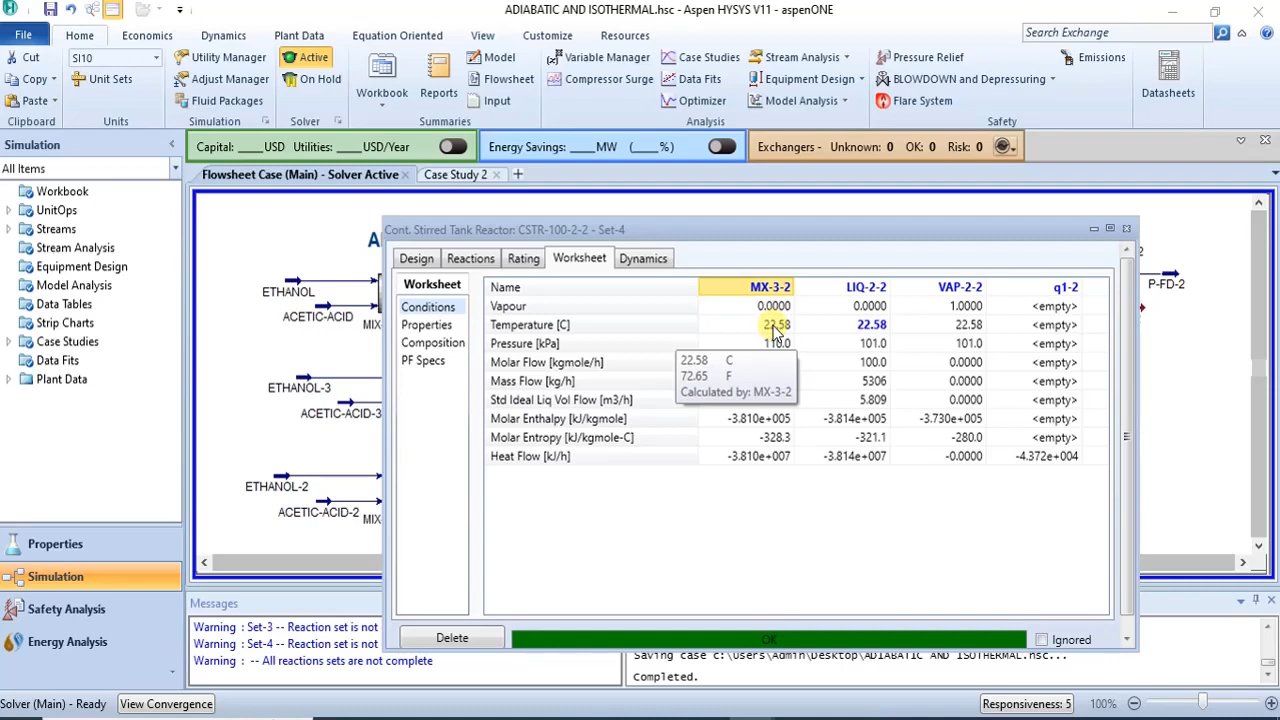 ADIABATIC AND ISOTHERMAL.hsc - Aspen HYSYS V11 - aspenONE
File Home Economics Dynamics Plant Data Equation Oriented View Customize Resources Search Exchange
Cut SI10 Utility Manager Active Model Variable Manager Case Studies Stream Analysis Pressure Relief Emissions
Copy Unit Sets Adjust Manager On Hold Workbook Reports Flowsheet Compressor Surge Data Fits Equipment Design BLOWDOWN and Depressuring Datasheets
Paste Fluid Packages Input Optimizer Model Analysis Flare System
Clipboard Units Simulation Solver Summaries Analysis Safety
Simulation Capital: ____USD Utilities: ____USD/Year Energy Savings: ____MW (____%) Exchangers - Unknown: 0 OK: 0 Risk: 0
All Items Flowsheet Case (Main) - Solver Active Case Study 2
Workbook
UnitOps
Streams
Stream Analysis
Equipment Design
Model Analysis
Data Tables
Strip Charts
Case Studies
Data Fits
Plant Data
Properties
Simulation
Safety Analysis
Energy Analysis
ETHANOL
ACETIC-ACID
ETHANOL-3
ACETIC-ACID-3
ETHANOL-2
ACETIC-ACID-2
P-FD-2
Cont. Stirred Tank Reactor: CSTR-100-2-2 - Set-4
Design Reactions Rating Worksheet Dynamics
Worksheet
Conditions
Properties
Composition
PF Specs
Name MX-3-2 LIQ-2-2 VAP-2-2 q1-2
Vapour 0.0000 0.0000 1.0000 <empty>
Temperature [C] 22.58 22.58 22.58 <empty>
Pressure [kPa] 110.0 101.0 101.0 <empty>
Molar Flow [kgmole/h] 100.0 0.0000 <empty>
Mass Flow [kg/h] 5306 0.0000 <empty>
Std Ideal Liq Vol Flow [m3/h] 5.809 0.0000 <empty>
Molar Enthalpy [kJ/kgmole] -3.810e+005 -3.814e+005 -3.730e+005 <empty>
Molar Entropy [kJ/kgmole-C] -328.3 -321.1 -280.0 <empty>
Heat Flow [kJ/h] -3.810e+007 -3.814e+007 -0.0000 -4.372e+004
22.58 C
72.65 F
Calculated by: MX-3-2
Delete OK Ignored
Messages
Warning : Set-3 -- Reaction set is not
Warning : Set-4 -- Reaction set is not
Warning : -- All reactions sets are not complete
Saving case c:\Users\Admin\Desktop\ADIABATIC AND ISOTHERMAL.hsc...
Completed.
Solver (Main) - Ready View Convergence Responsiveness: 5 100%